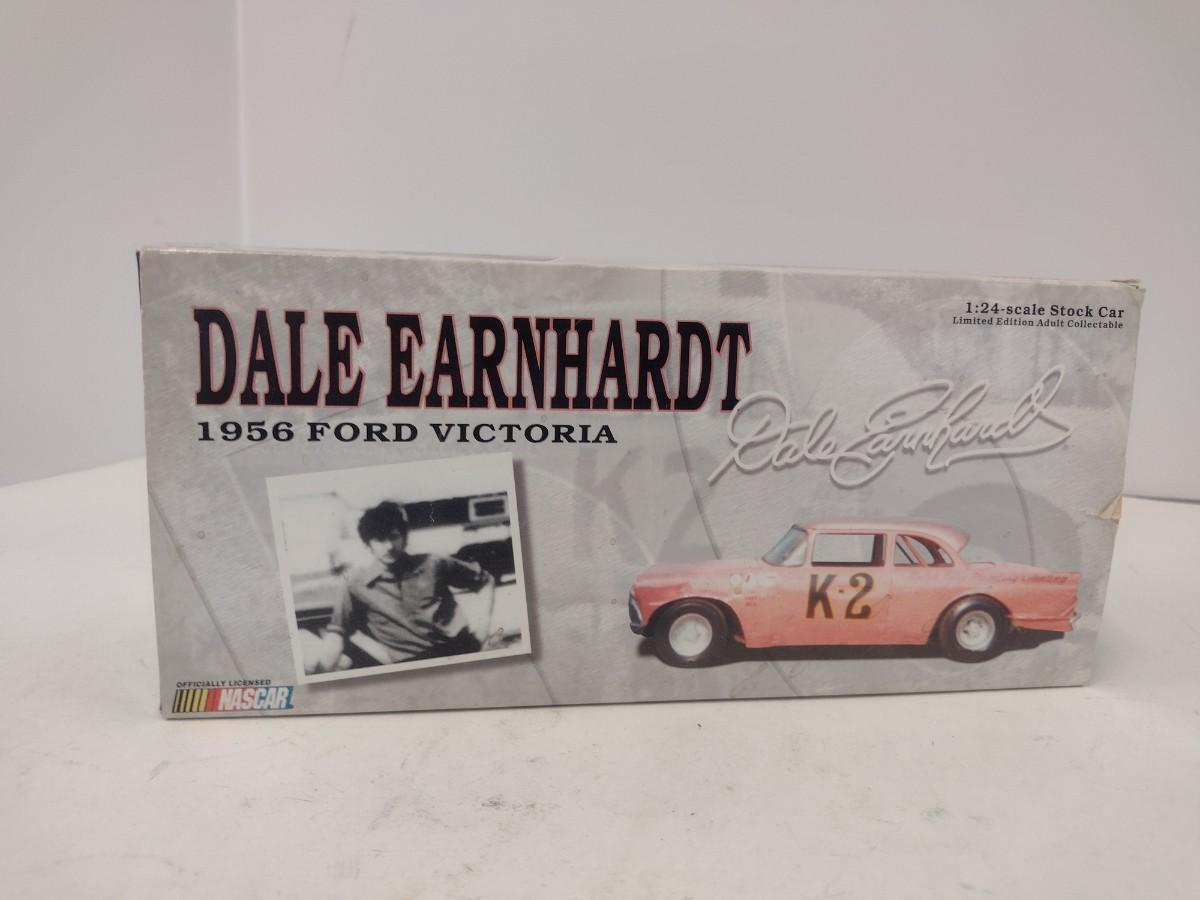 DALE EARNHARDT
1956 FORD VICTORIA
1:24-scale Stock Car
Limited Edition Adult Collectable
Dale Earnhardt
K-2
K-2
OFFICIALLY LICENSED
NASCAR